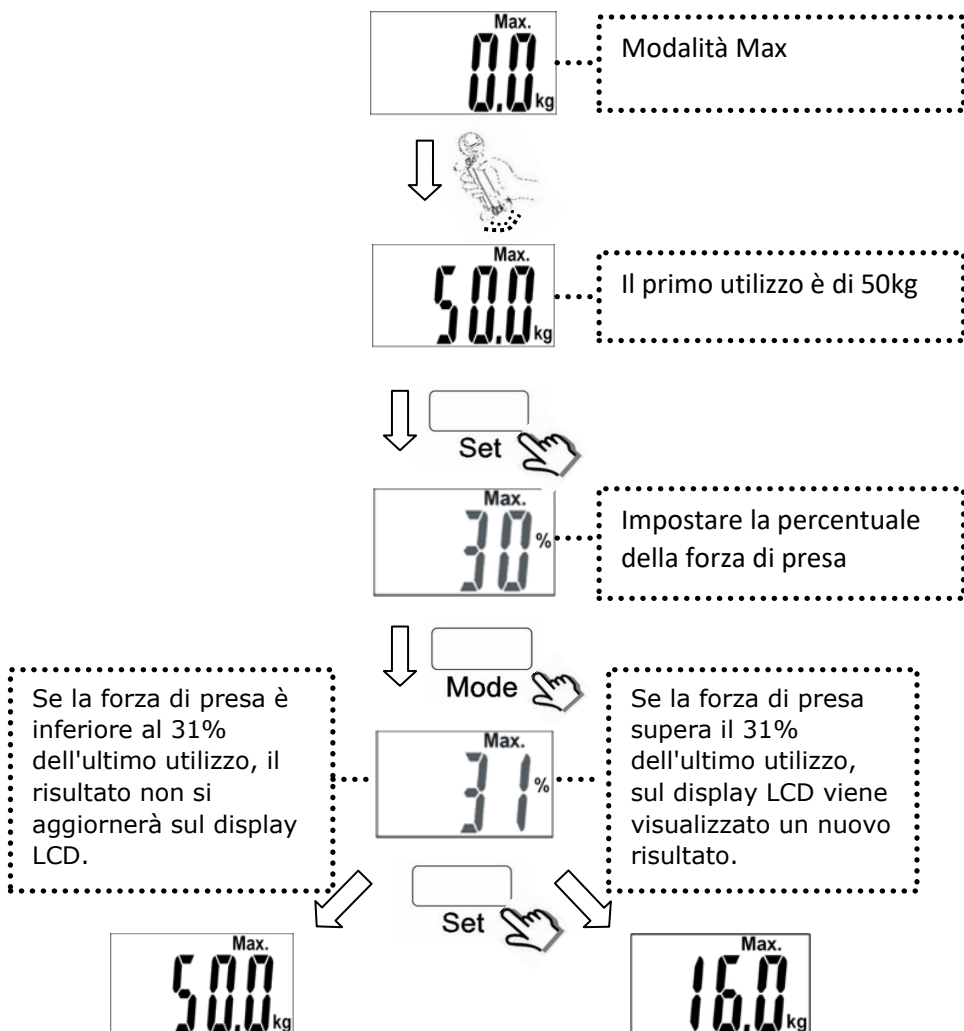 Max.
0.0 kg
Modalità Max
Max.
50.0 kg
Il primo utilizzo è di 50kg
Set
Max.
30 %
Impostare la percentuale
della forza di presa
Mode
Se la forza di presa è
inferiore al 31%
dell'ultimo utilizzo, il
risultato non si
aggiornerà sul display
LCD.
Max.
31 %
Se la forza di presa
supera il 31%
dell'ultimo utilizzo,
sul display LCD viene
visualizzato un nuovo
risultato.
Set
Max.
50.0 kg
Max.
16.0 kg